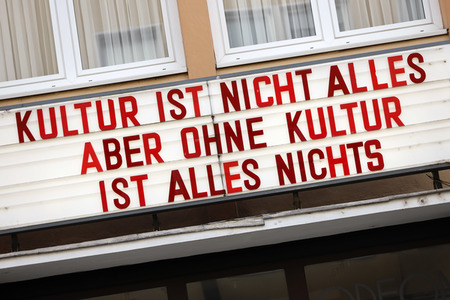 KULTUR IST NICHT ALLES
ABER OHNE KULTUR
IST ALLES NICHTS